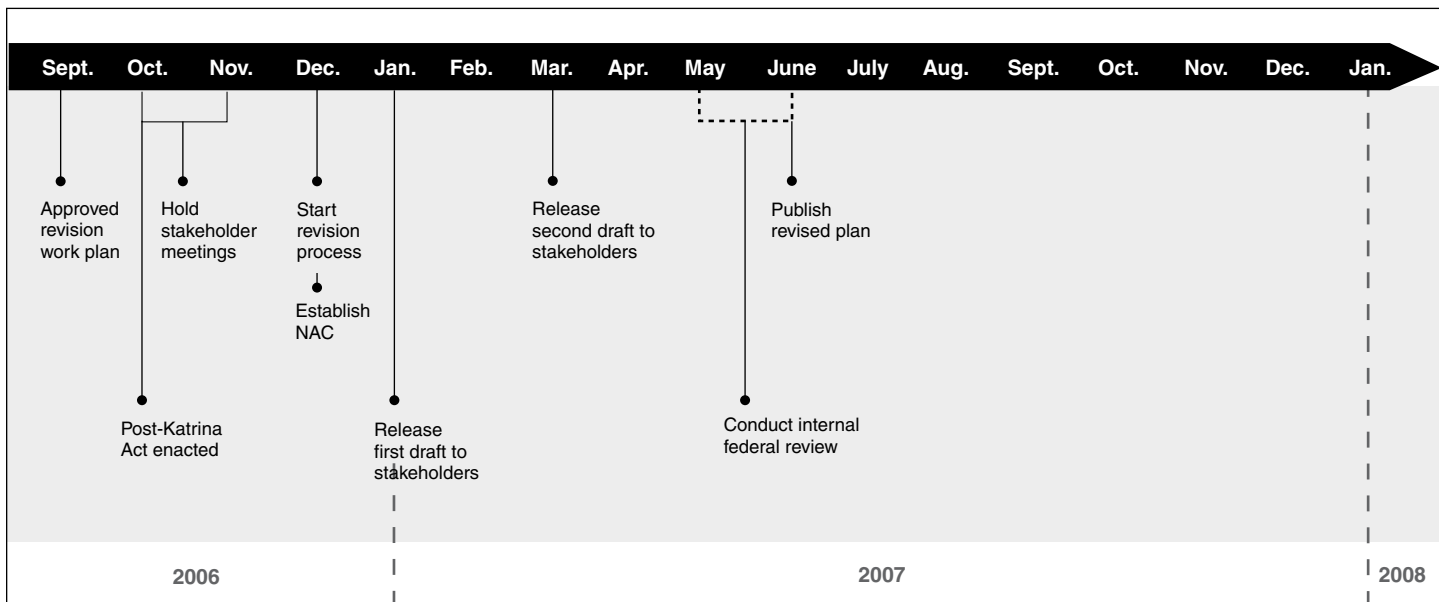 Sept. Oct. Nov. Dec. Jan. Feb. Mar. Apr. May June July Aug. Sept. Oct. Nov. Dec. Jan.
Approved
revision
work plan
Hold
stakeholder
meetings
Start
revision
process
Establish
NAC
Release
second draft to
stakeholders
Publish
revised plan
Post-Katrina
Act enacted
Release
first draft to
stakeholders
Conduct internal
federal review
2006 2007 2008